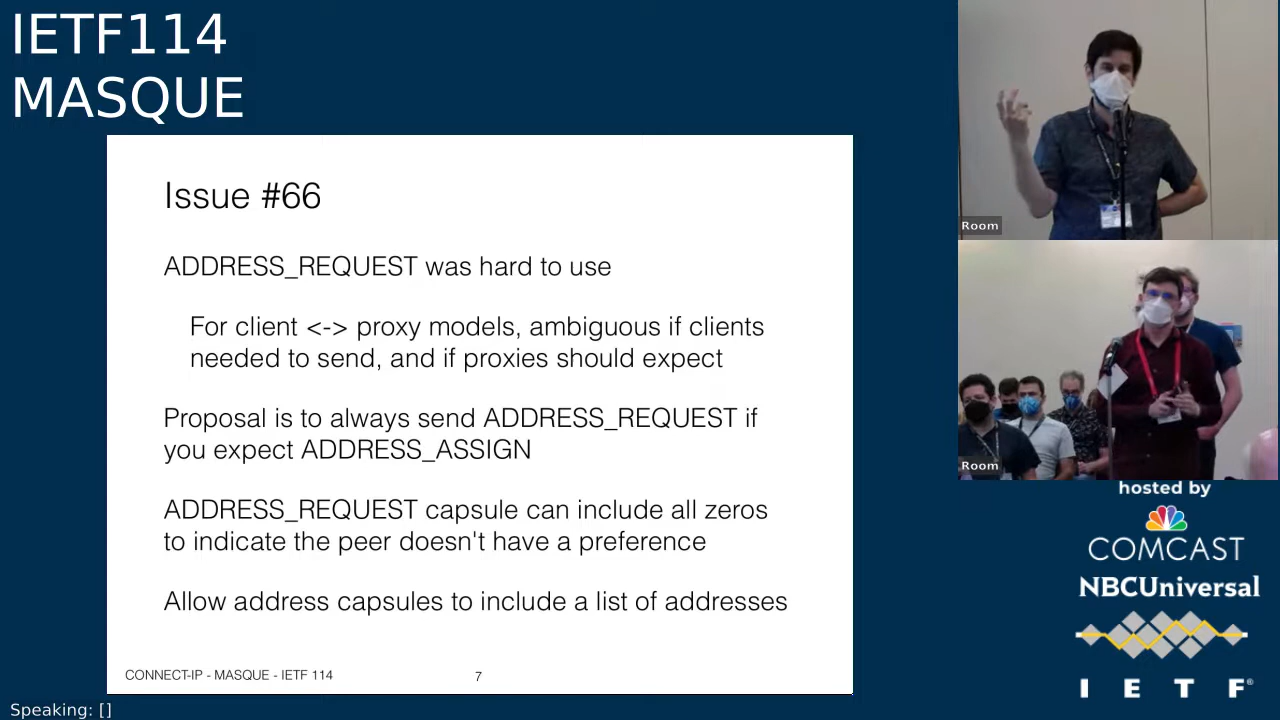 IETF114
MASQUE
Issue #66
ADDRESS_REQUEST was hard to use
For client <-> proxy models, ambiguous if clients
needed to send, and if proxies should expect
Proposal is to always send ADDRESS_REQUEST if
you expect ADDRESS_ASSIGN
ADDRESS_REQUEST capsule can include all zeros
to indicate the peer doesn't have a preference
Allow address capsules to include a list of addresses
CONNECT-IP - MASQUE - IETF 114
7
Room
Room
hosted by
COMCAST
NBCUniversal
I E T F®
Speaking: []